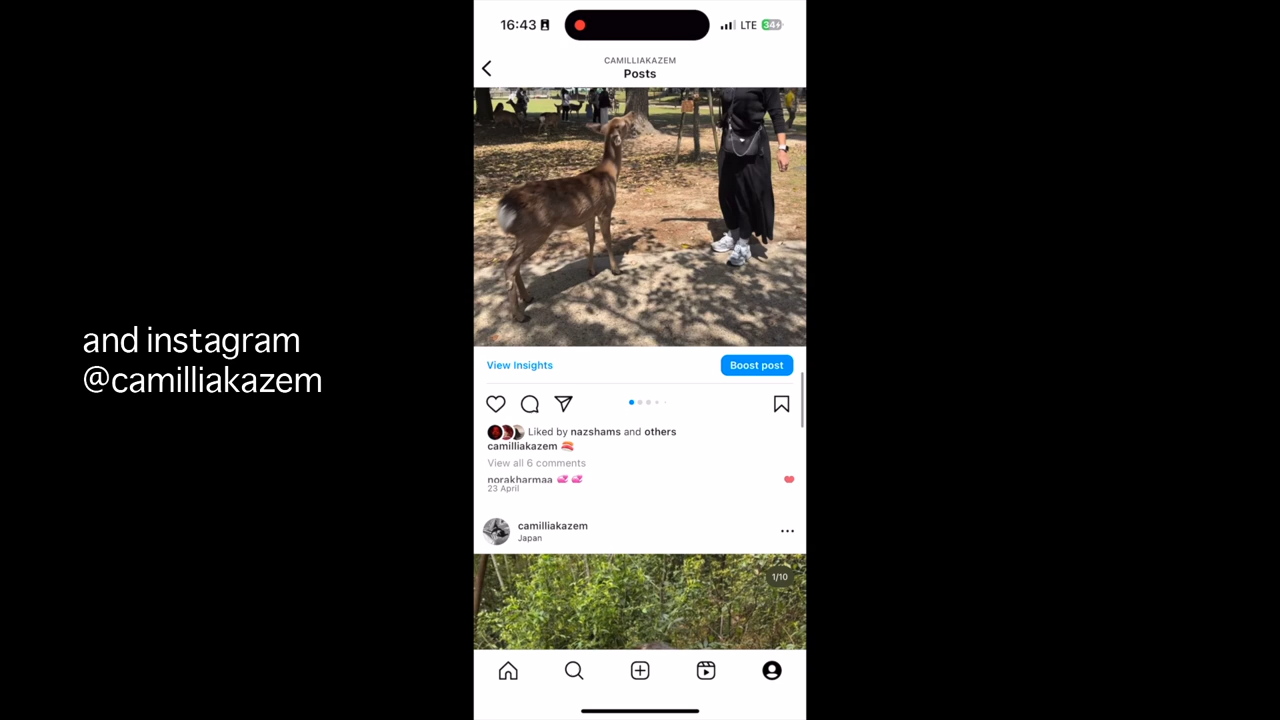 16:43
LTE
34
CAMILLIAKAZEM
Posts
and instagram
@camilliakazem
View Insights
Boost post
Liked by nazshams and others
camilliakazem 🍣
View all 6 comments
norakharmaa 💞 💞
23 April
camilliakazem
Japan
1/10